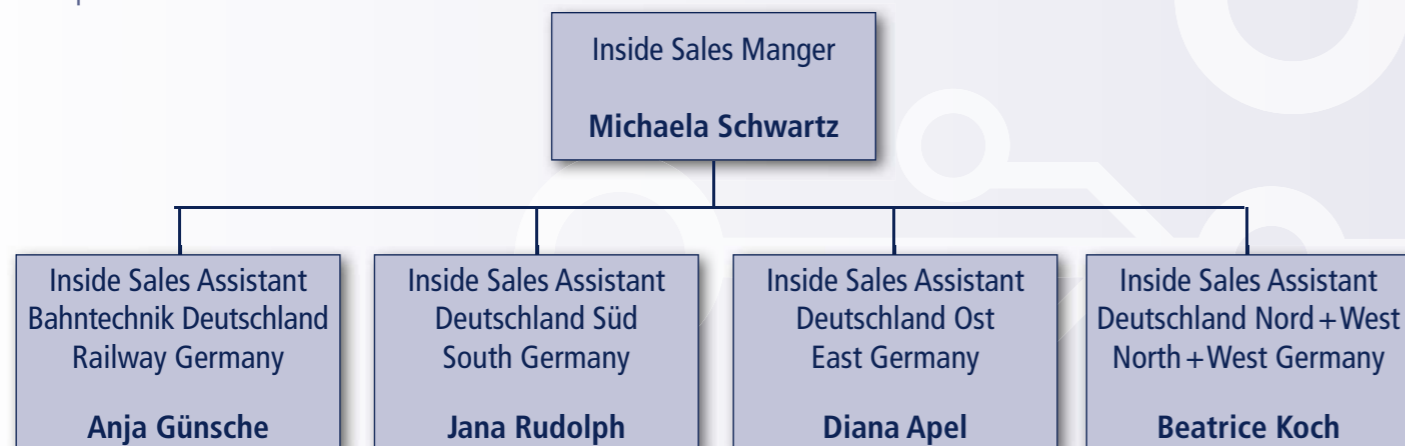 Inside Sales Manger
Michaela Schwartz
Inside Sales Assistant
Bahntechnik Deutschland
Railway Germany
Anja Günsche
Inside Sales Assistant
Deutschland Süd
South Germany
Jana Rudolph
Inside Sales Assistant
Deutschland Ost
East Germany
Diana Apel
Inside Sales Assistant
Deutschland Nord+West
North+West Germany
Beatrice Koch